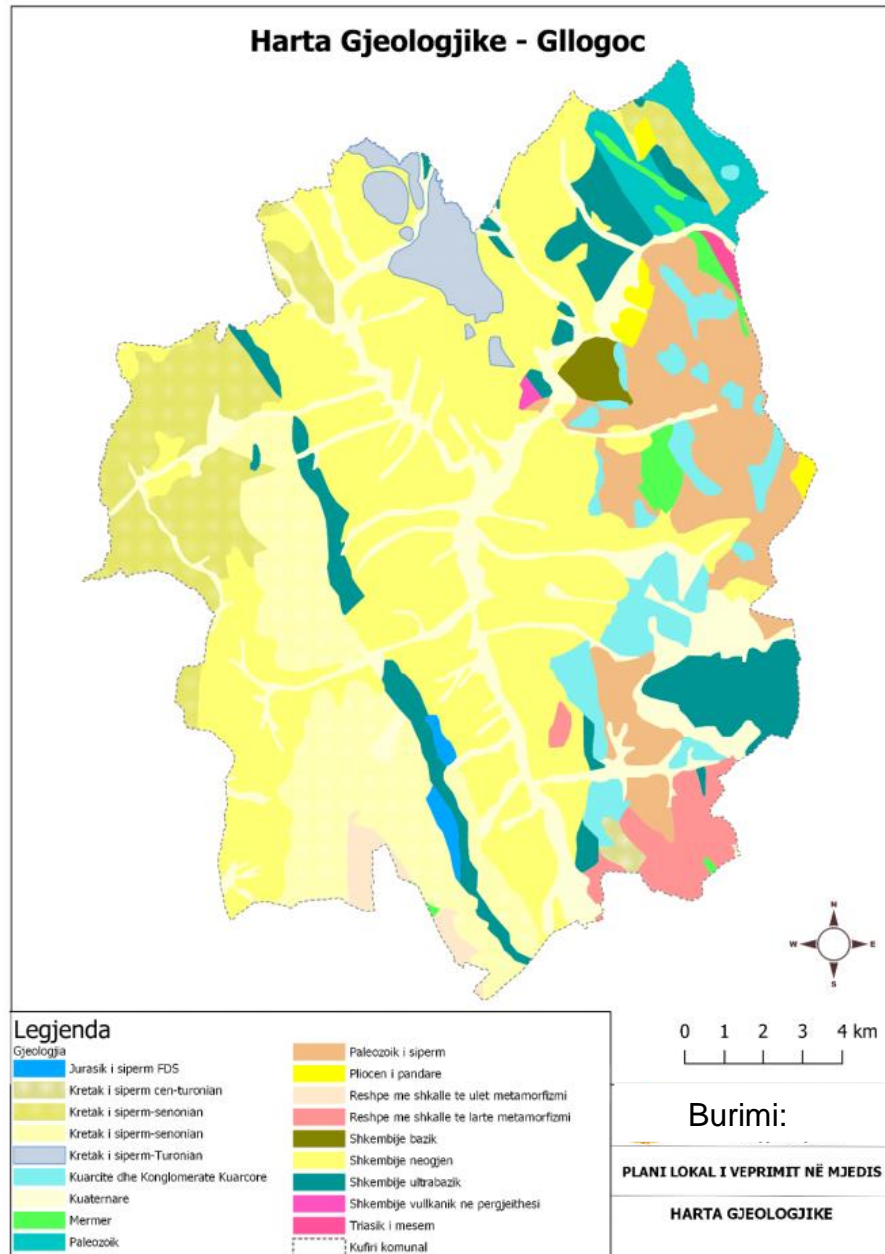 Harta Gjeologjike - Gllogoc
N
W E
S
Legjenda
Gjeologjia
Jurasik i siperm FDS
Kretak i siperm cen-turonian
Kretak i siperm-senonian
Kretak i siperm-senonian
Kretak i siperm-Turonian
Kuarcite dhe Konglomerate Kuarcore
Kuaternare
Mermer
Paleozoik
Paleozoik i siperm
Pliocen i pandare
Reshpe me shkalle te ulet metamorfizmi
Reshpe me shkalle te larte metamorfizmi
Shkembije bazik
Shkembije neogjen
Shkembije ultrabazik
Shkembije vullkanik ne pergjeithesi
Triasik i mesem
Kufiri komunal
0 1 2 3 4 km
Burimi:
PLANI LOKAL I VEPRIMIT NË MJEDIS
HARTA GJEOLOGJIKE